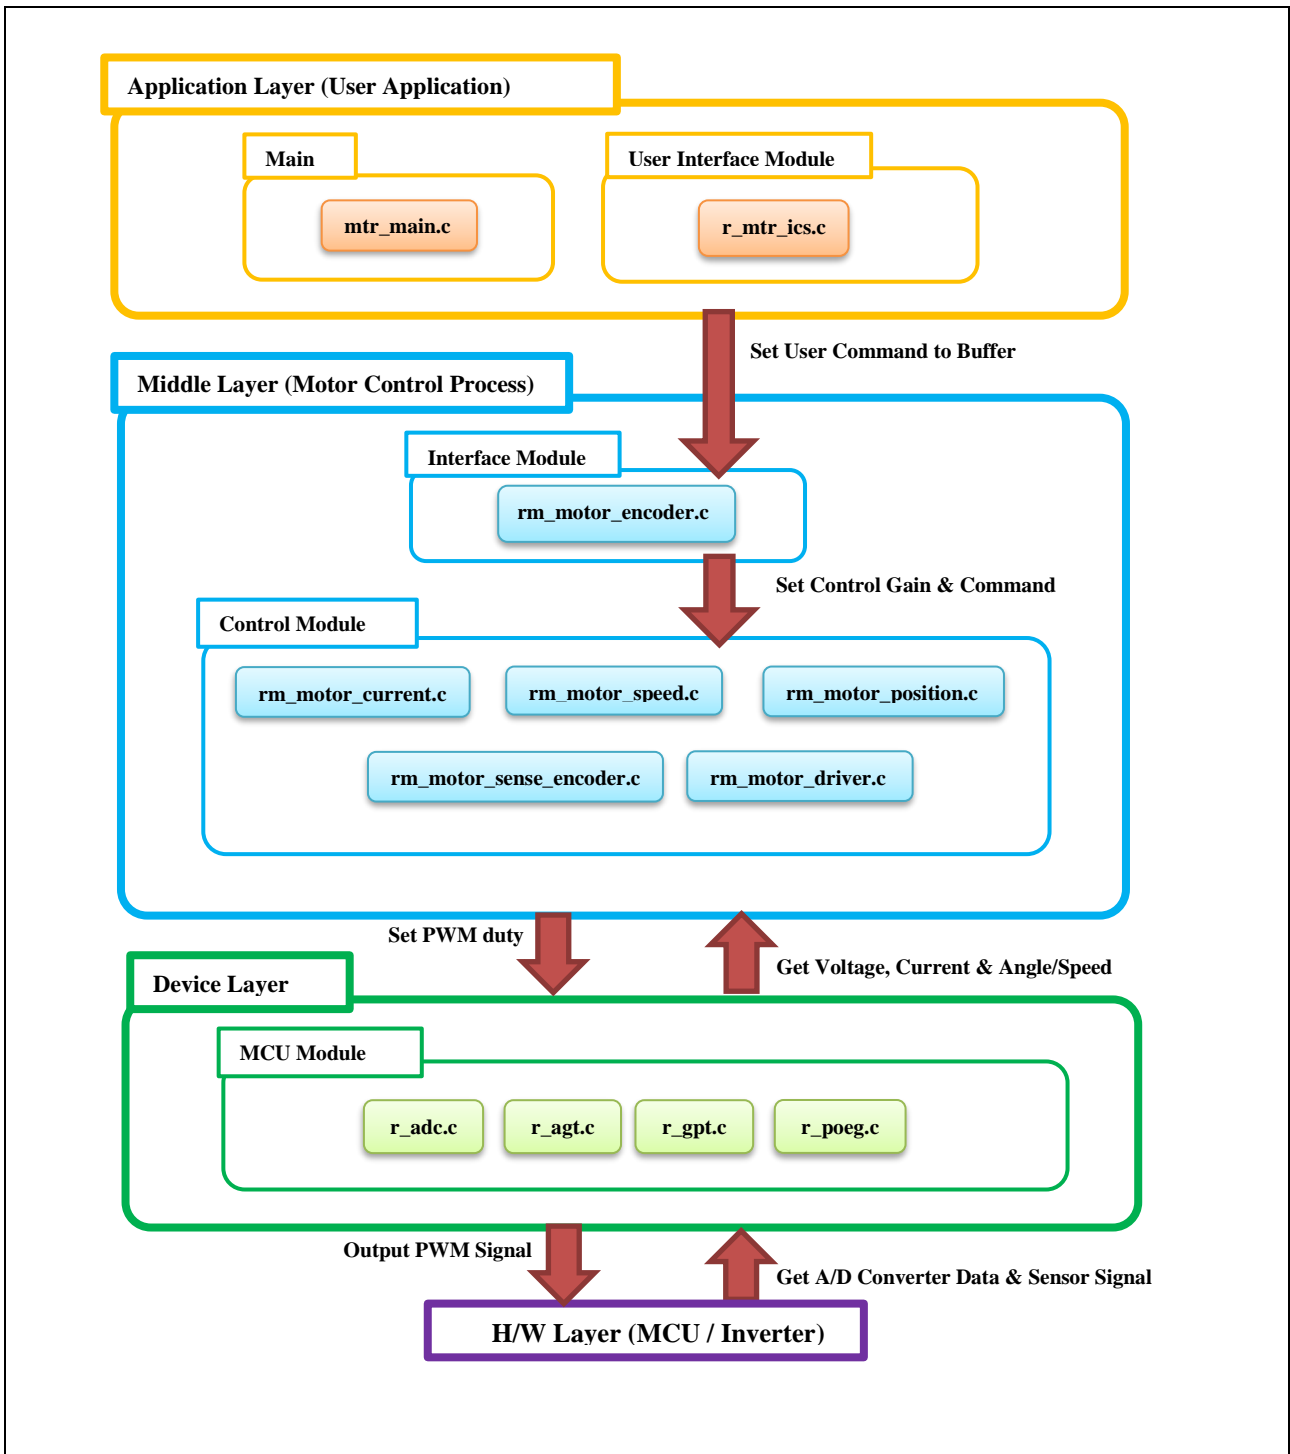 Application Layer (User Application)
Main
User Interface Module
mtr_main.c
r_mtr_ics.c
Set User Command to Buffer
Middle Layer (Motor Control Process)
Interface Module
rm_motor_encoder.c
Set Control Gain & Command
Control Module
rm_motor_current.c
rm_motor_speed.c
rm_motor_position.c
rm_motor_sense_encoder.c
rm_motor_driver.c
Set PWM duty
Get Voltage, Current & Angle/Speed
Device Layer
MCU Module
r_adc.c
r_agt.c
r_gpt.c
r_poeg.c
Output PWM Signal
Get A/D Converter Data & Sensor Signal
H/W Layer (MCU / Inverter)